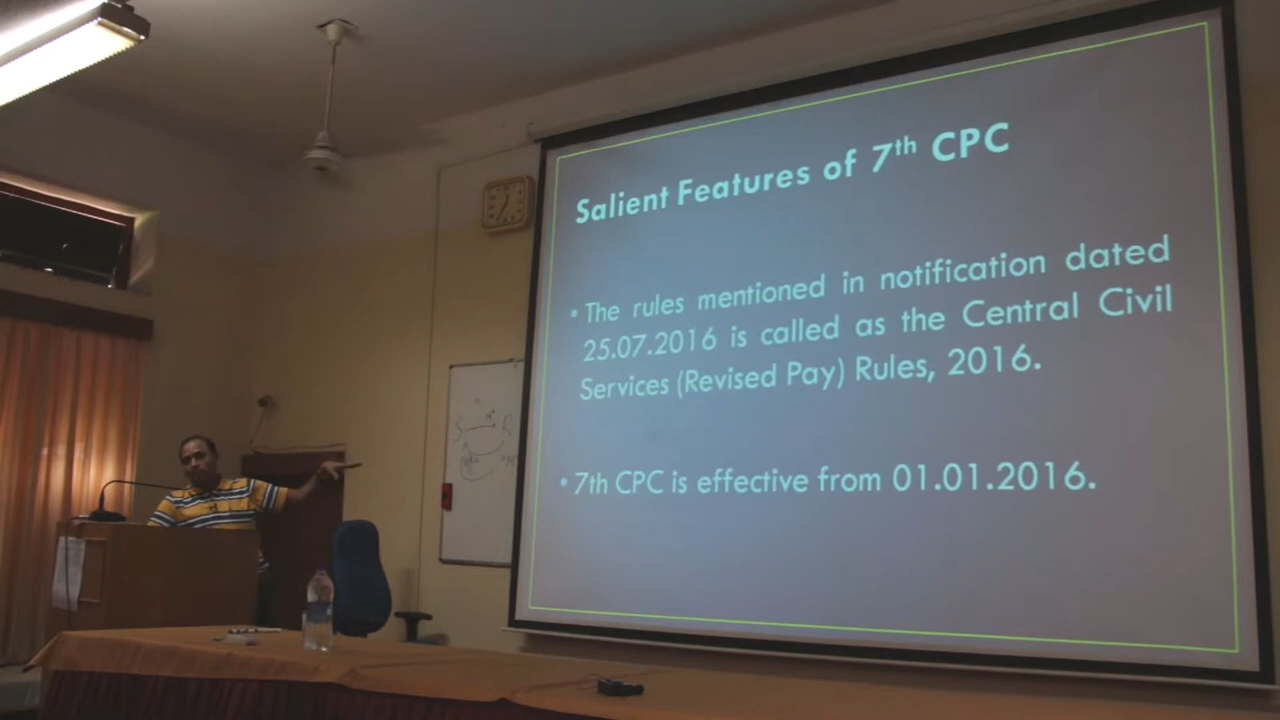 Salient Features of 7th CPC
• The rules mentioned in notification dated
25.07.2016 is called as the Central Civil
Services (Revised Pay) Rules, 2016.
• 7th CPC is effective from 01.01.2016.